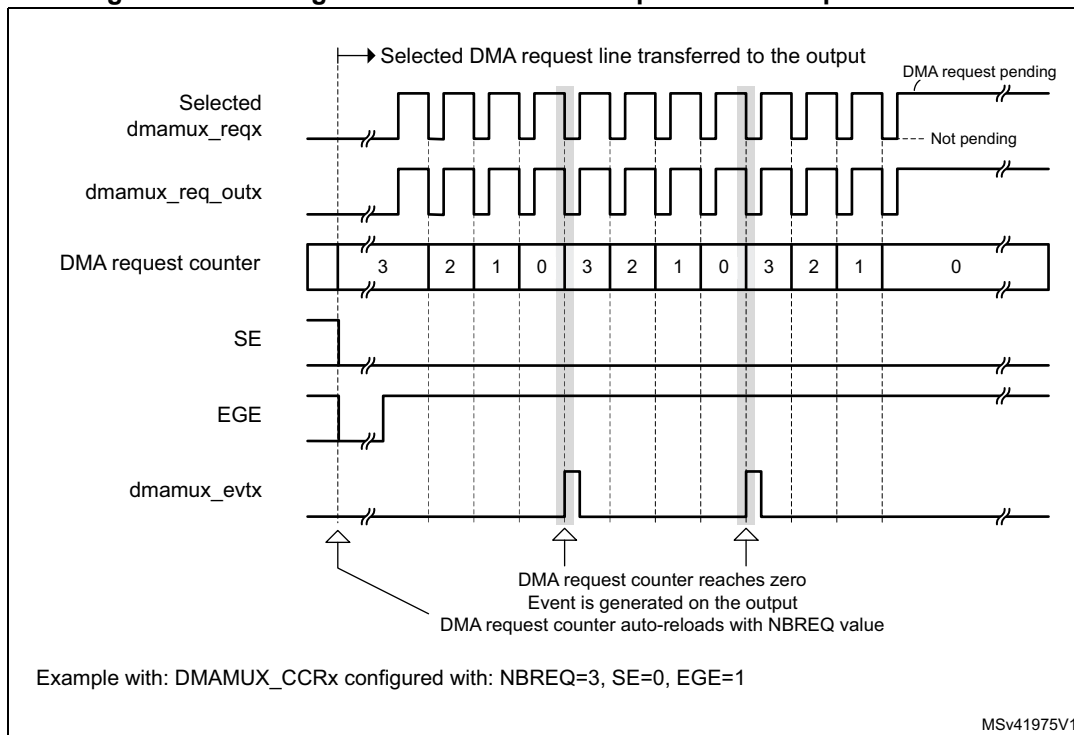 Selected DMA request line transferred to the output
DMA request pending
Selected
dmamux_reqx
Not pending
dmamux_req_outx
DMA request counter
3 2 1 0 3 2 1 0 3 2 1 0
SE
EGE
dmamux_evtx
DMA request counter reaches zero
Event is generated on the output
DMA request counter auto-reloads with NBREQ value
Example with: DMAMUX_CCRx configured with: NBREQ=3, SE=0, EGE=1
MSv41975V1